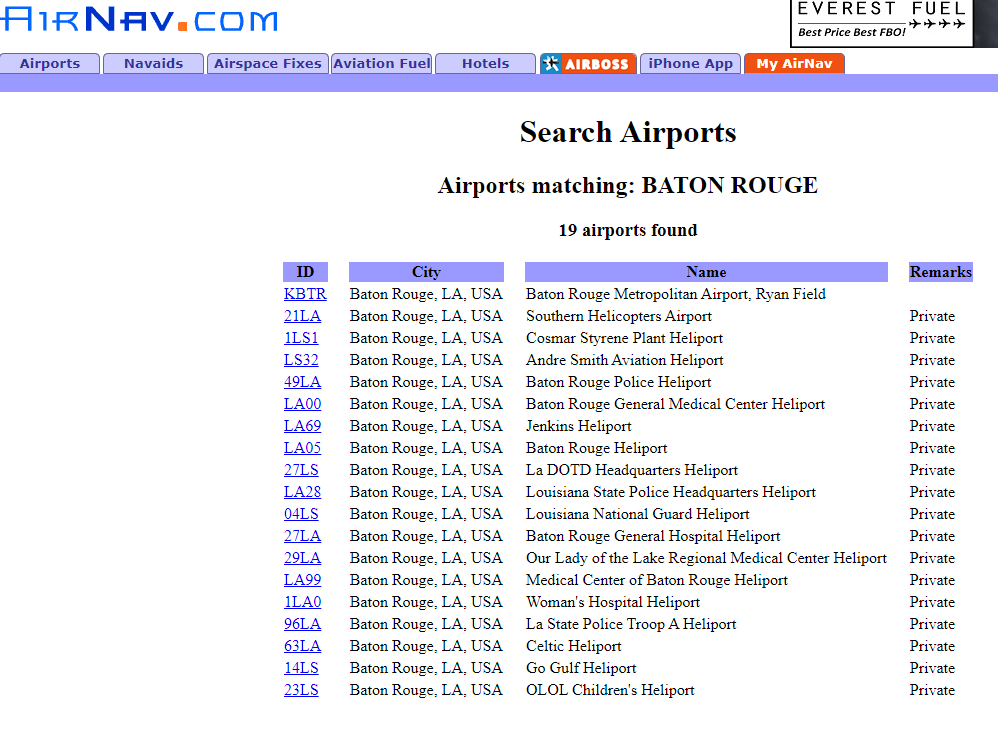 AIRNAV.COM
EVEREST FUEL
Best Price Best FBO!
Airports Navaids Airspace Fixes Aviation Fuel Hotels AIRBOSS iPhone App My AirNav
Search Airports
Airports matching: BATON ROUGE
19 airports found
ID City Name Remarks
KBTR Baton Rouge, LA, USA Baton Rouge Metropolitan Airport, Ryan Field
21LA Baton Rouge, LA, USA Southern Helicopters Airport Private
1LS1 Baton Rouge, LA, USA Cosmar Styrene Plant Heliport Private
LS32 Baton Rouge, LA, USA Andre Smith Aviation Heliport Private
49LA Baton Rouge, LA, USA Baton Rouge Police Heliport Private
LA00 Baton Rouge, LA, USA Baton Rouge General Medical Center Heliport Private
LA69 Baton Rouge, LA, USA Jenkins Heliport Private
LA05 Baton Rouge, LA, USA Baton Rouge Heliport Private
27LS Baton Rouge, LA, USA La DOTD Headquarters Heliport Private
LA28 Baton Rouge, LA, USA Louisiana State Police Headquarters Heliport Private
04LS Baton Rouge, LA, USA Louisiana National Guard Heliport Private
27LA Baton Rouge, LA, USA Baton Rouge General Hospital Heliport Private
29LA Baton Rouge, LA, USA Our Lady of the Lake Regional Medical Center Heliport Private
LA99 Baton Rouge, LA, USA Medical Center of Baton Rouge Heliport Private
1LA0 Baton Rouge, LA, USA Woman's Hospital Heliport Private
96LA Baton Rouge, LA, USA La State Police Troop A Heliport Private
63LA Baton Rouge, LA, USA Celtic Heliport Private
14LS Baton Rouge, LA, USA Go Gulf Heliport Private
23LS Baton Rouge, LA, USA OLOL Children's Heliport Private